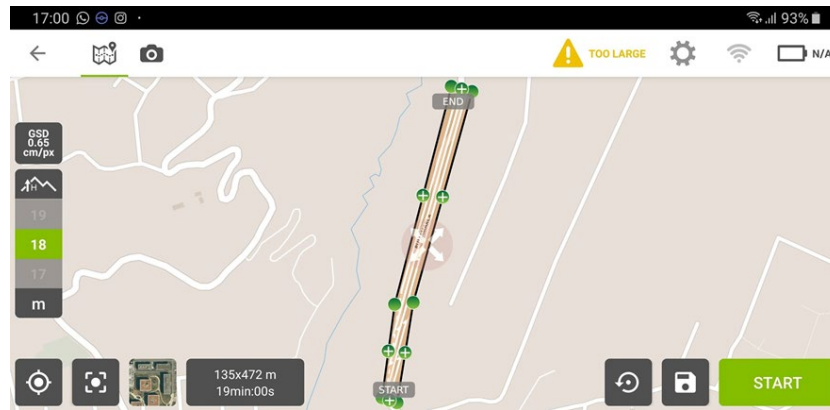 17:00
93%
TOO LARGE
N/A
END
GSD
0.65
cm/px
H
19
18
17
m
135x472 m
19min:00s
START
START